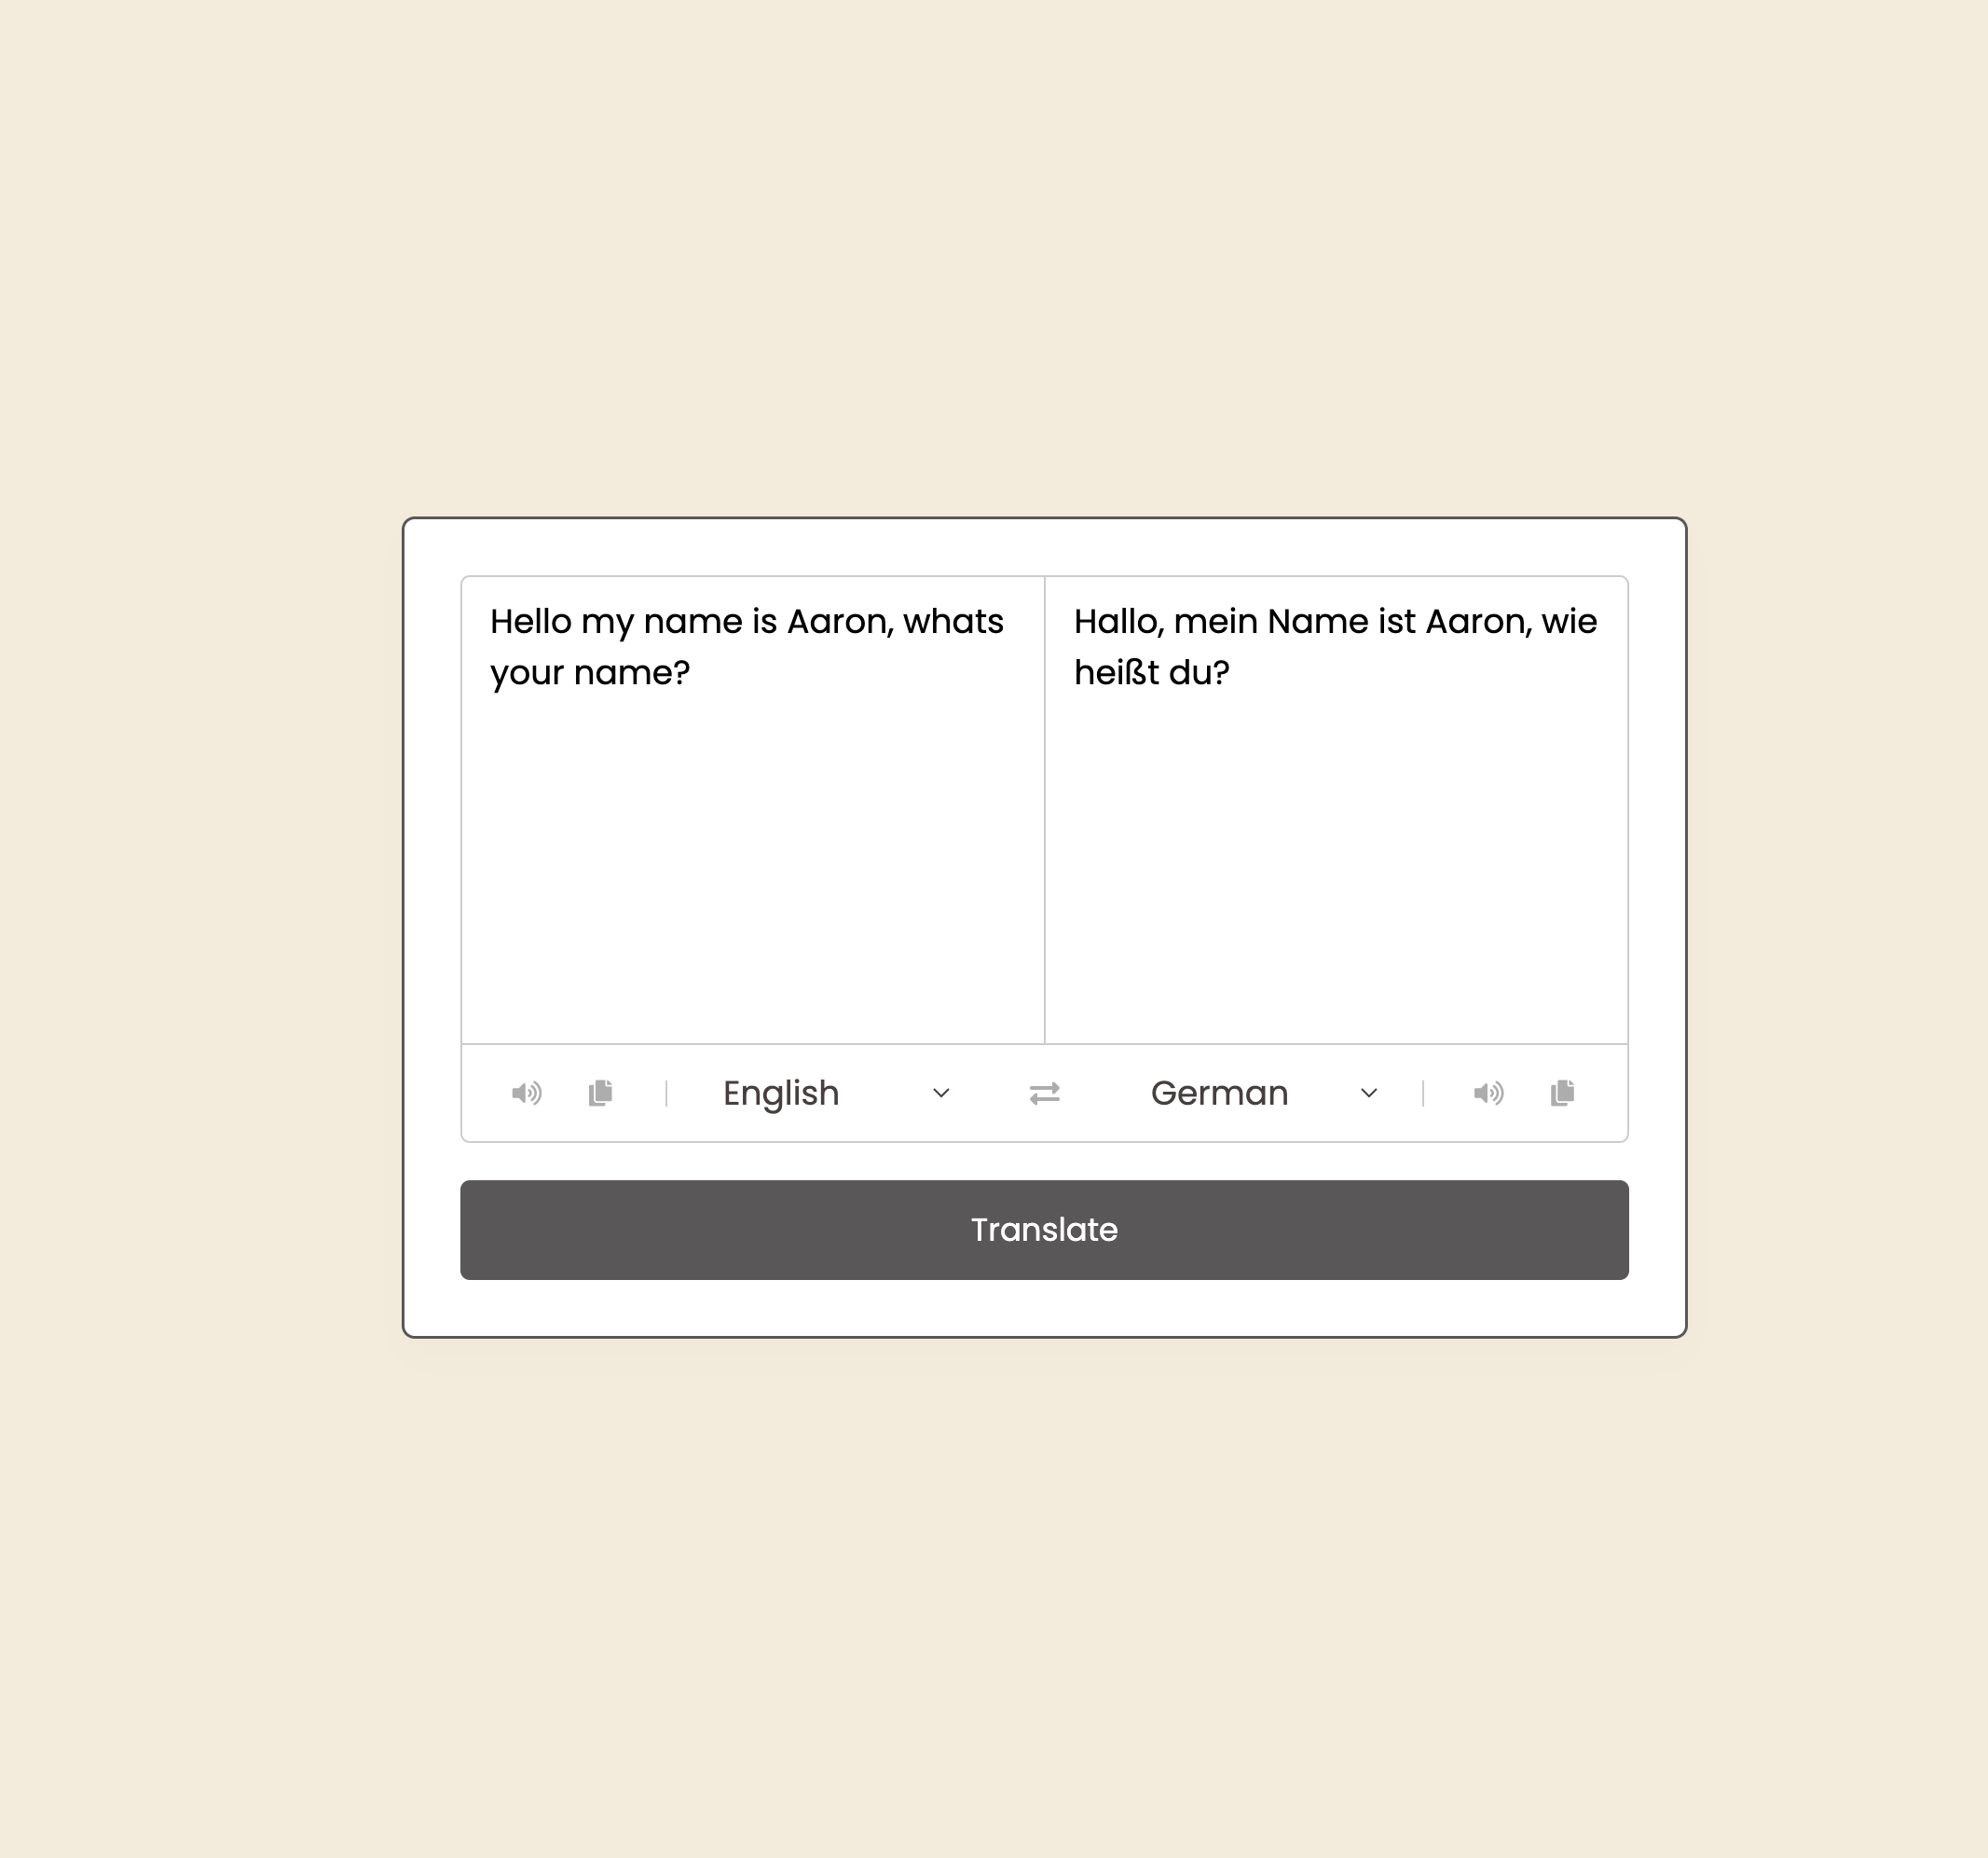 Hello my name is Aaron, whats
your name?
Hallo, mein Name ist Aaron, wie
heißt du?
English
German
Translate